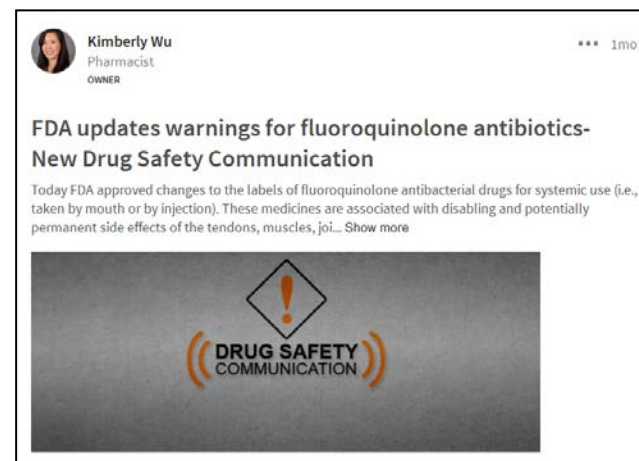 Kimberly Wu
••• 1mo
Pharmacist
OWNER
FDA updates warnings for fluoroquinolone antibiotics-
New Drug Safety Communication
Today FDA approved changes to the labels of fluoroquinolone antibacterial drugs for systemic use (i.e.,
taken by mouth or by injection). These medicines are associated with disabling and potentially
permanent side effects of the tendons, muscles, joi... Show more
DRUG SAFETY
COMMUNICATION